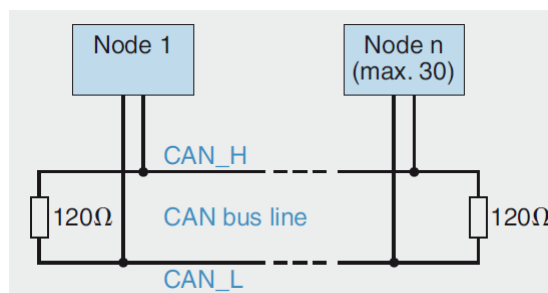 Node 1
Node n
(max. 30)
CAN_H
120Ω
CAN bus line
120Ω
CAN_L